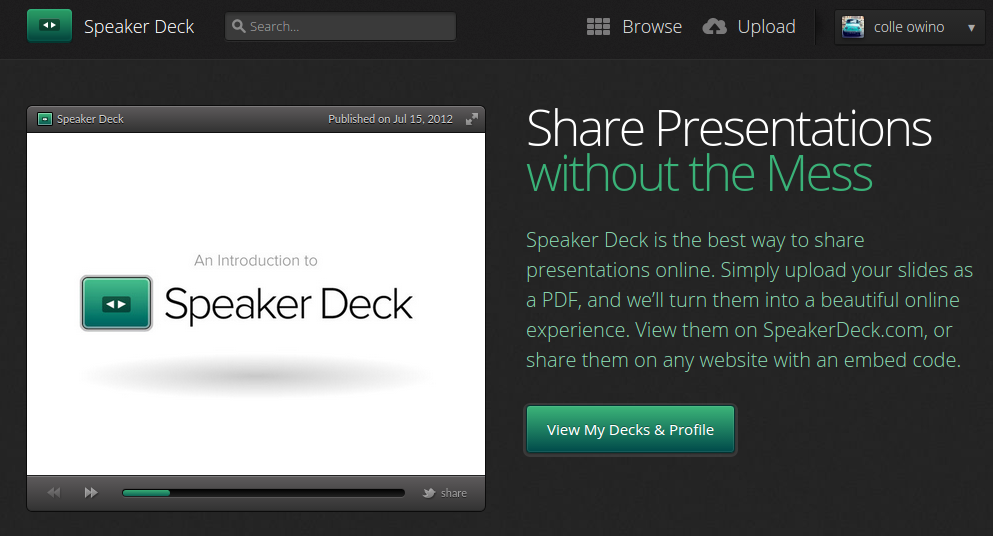 Speaker Deck
Search...
Browse
Upload
colle owino
Speaker Deck
Published on Jul 15, 2012
An Introduction to
Speaker Deck
share
Share Presentations
without the Mess
Speaker Deck is the best way to share
presentations online. Simply upload your slides as
a PDF, and we’ll turn them into a beautiful online
experience. View them on SpeakerDeck.com, or
share them on any website with an embed code.
View My Decks & Profile